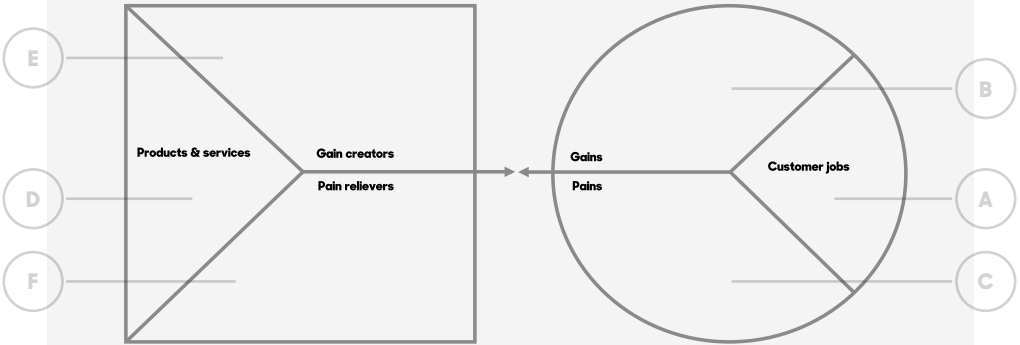 E
B
Products & services
Gain creators
Gains
Customer jobs
Pain relievers
Pains
D
A
F
C